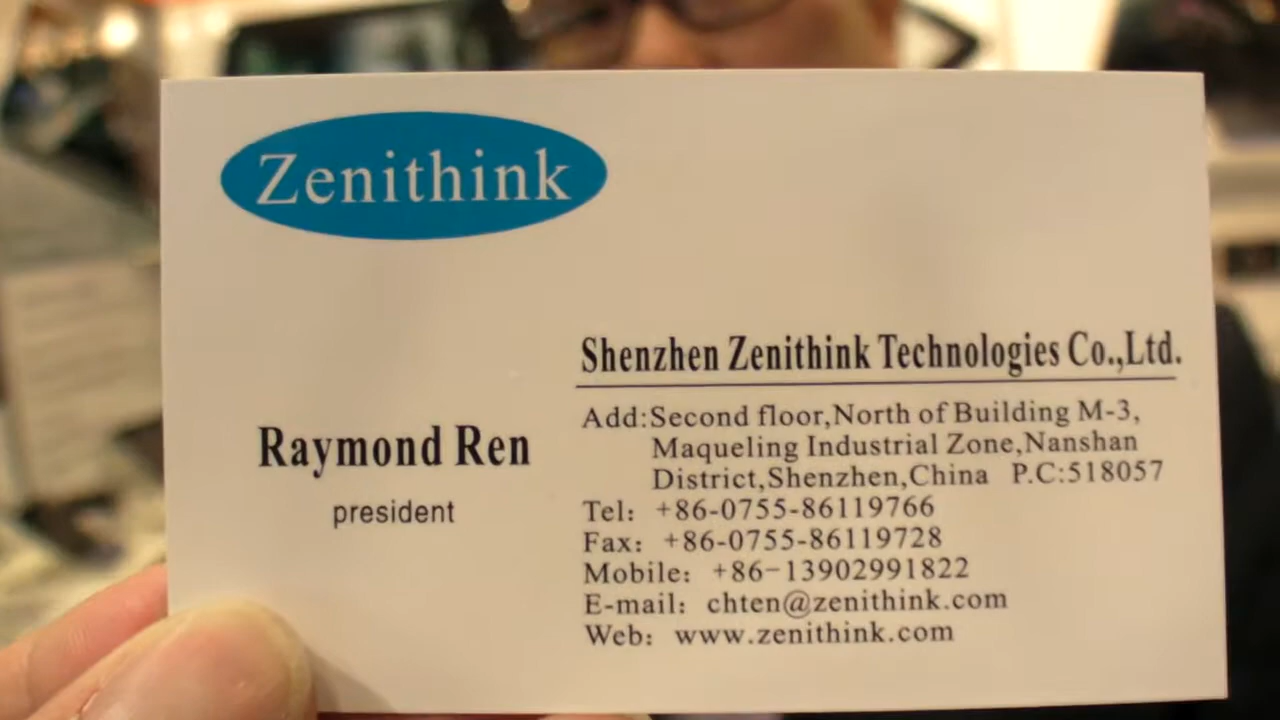 Zenithink
Shenzhen Zenithink Technologies Co.,Ltd.
Raymond Ren
president
Add:Second floor,North of Building M-3,
Maqueling Industrial Zone,Nanshan
District,Shenzhen,China P.C:518057
Tel: +86-0755-86119766
Fax: +86-0755-86119728
Mobile: +86-13902991822
E-mail: chten@zenithink.com
Web: www.zenithink.com